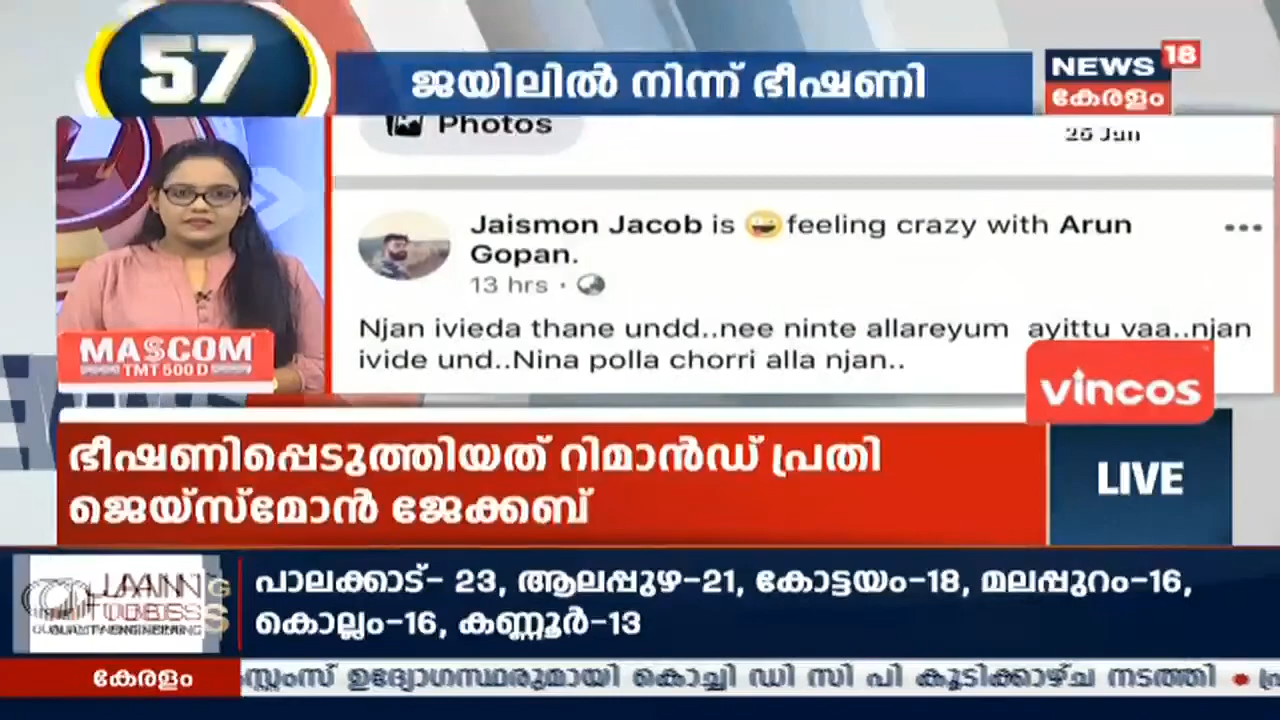 57
ജയിലിൽ നിന്ന് ഭീഷണി
NEWS 18
കേരളം
26 Jun
Photos
Jaismon Jacob is feeling crazy with Arun
Gopan.
13 hrs
Njan ivieda thane undd..nee ninte allareyum ayittu vaa..njan
ivide und..Nina polla chorri alla njan..
MASCOM
TMT 500 D
vincos
ഭീഷണിപ്പെടുത്തിയത് റിമാൻഡ് പ്രതി
ജെയ്സ്മോൻ ജേക്കബ്
LIVE
പാലക്കാട്- 23, ആലപ്പുഴ-21, കോട്ടയം-18, മലപ്പുറം-16,
കൊല്ലം-16, കണ്ണൂർ-13
കേരളം
ഉദ്യോഗസ്ഥരുമായി കൊച്ചി ഡി സി പി കൂടിക്കാഴ്ച നടത്തി